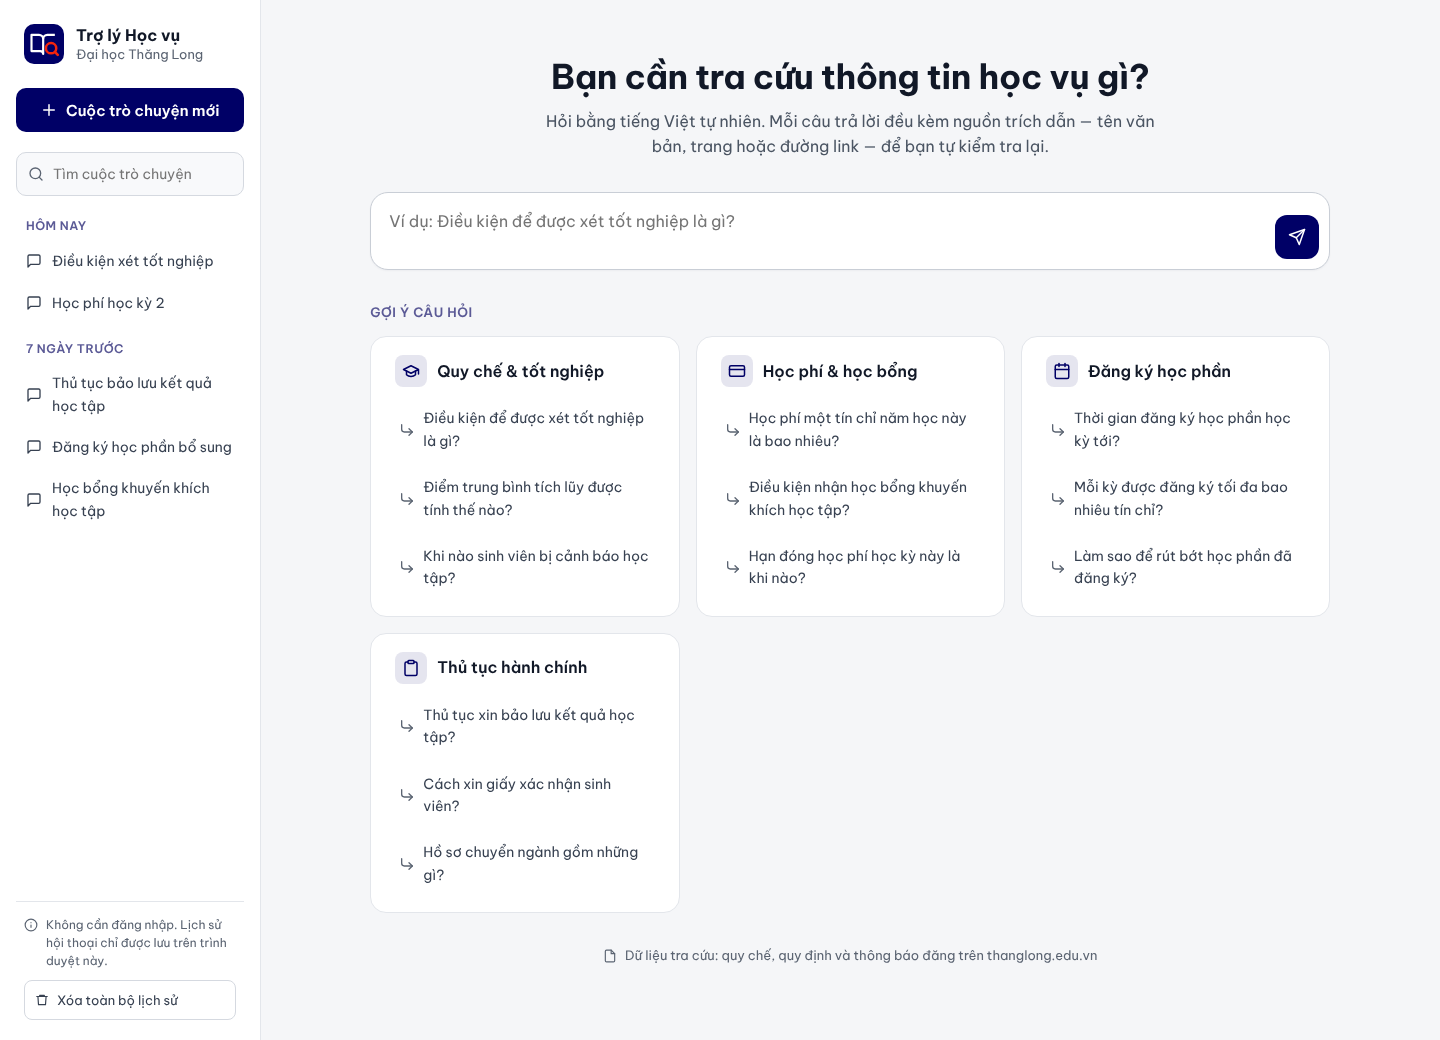 Trợ lý Học vụ
Đại học Thăng Long
Cuộc trò chuyện mới
Tìm cuộc trò chuyện
HÔM NAY
Điều kiện xét tốt nghiệp
Học phí học kỳ 2
7 NGÀY TRƯỚC
Thủ tục bảo lưu kết quả
học tập
Đăng ký học phần bổ sung
Học bổng khuyến khích
học tập
Không cần đăng nhập. Lịch sử
hội thoại chỉ được lưu trên trình
duyệt này.
Xóa toàn bộ lịch sử
Bạn cần tra cứu thông tin học vụ gì?
Hỏi bằng tiếng Việt tự nhiên. Mỗi câu trả lời đều kèm nguồn trích dẫn — tên văn
bản, trang hoặc đường link — để bạn tự kiểm tra lại.
Ví dụ: Điều kiện để được xét tốt nghiệp là gì?
GỢI Ý CÂU HỎI
Quy chế & tốt nghiệp
Điều kiện để được xét tốt nghiệp
là gì?
Điểm trung bình tích lũy được
tính thế nào?
Khi nào sinh viên bị cảnh báo học
tập?
Học phí & học bổng
Học phí một tín chỉ năm học này
là bao nhiêu?
Điều kiện nhận học bổng khuyến
khích học tập?
Hạn đóng học phí học kỳ này là
khi nào?
Đăng ký học phần
Thời gian đăng ký học phần học
kỳ tới?
Mỗi kỳ được đăng ký tối đa bao
nhiêu tín chỉ?
Làm sao để rút bớt học phần đã
đăng ký?
Thủ tục hành chính
Thủ tục xin bảo lưu kết quả học
tập?
Cách xin giấy xác nhận sinh
viên?
Hồ sơ chuyển ngành gồm những
gì?
Dữ liệu tra cứu: quy chế, quy định và thông báo đăng trên thanglong.edu.vn